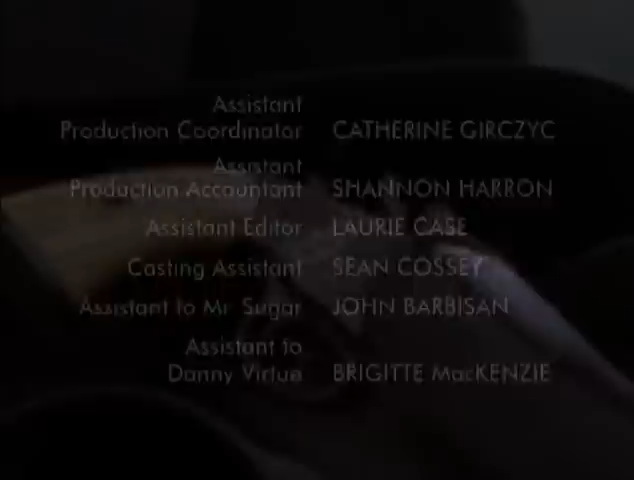 Assistant
Production Coordinator CATHERINE GIRCZYC
Assistant
Production Accountant SHANNON HARRON
Assistant Editor LAURIE CASE
Casting Assistant SEAN COSSEY
Assistant to Mr Sugar JOHN BARBISAN
Assistant to
Danny Virtue BRIGITTE MacKENZIE